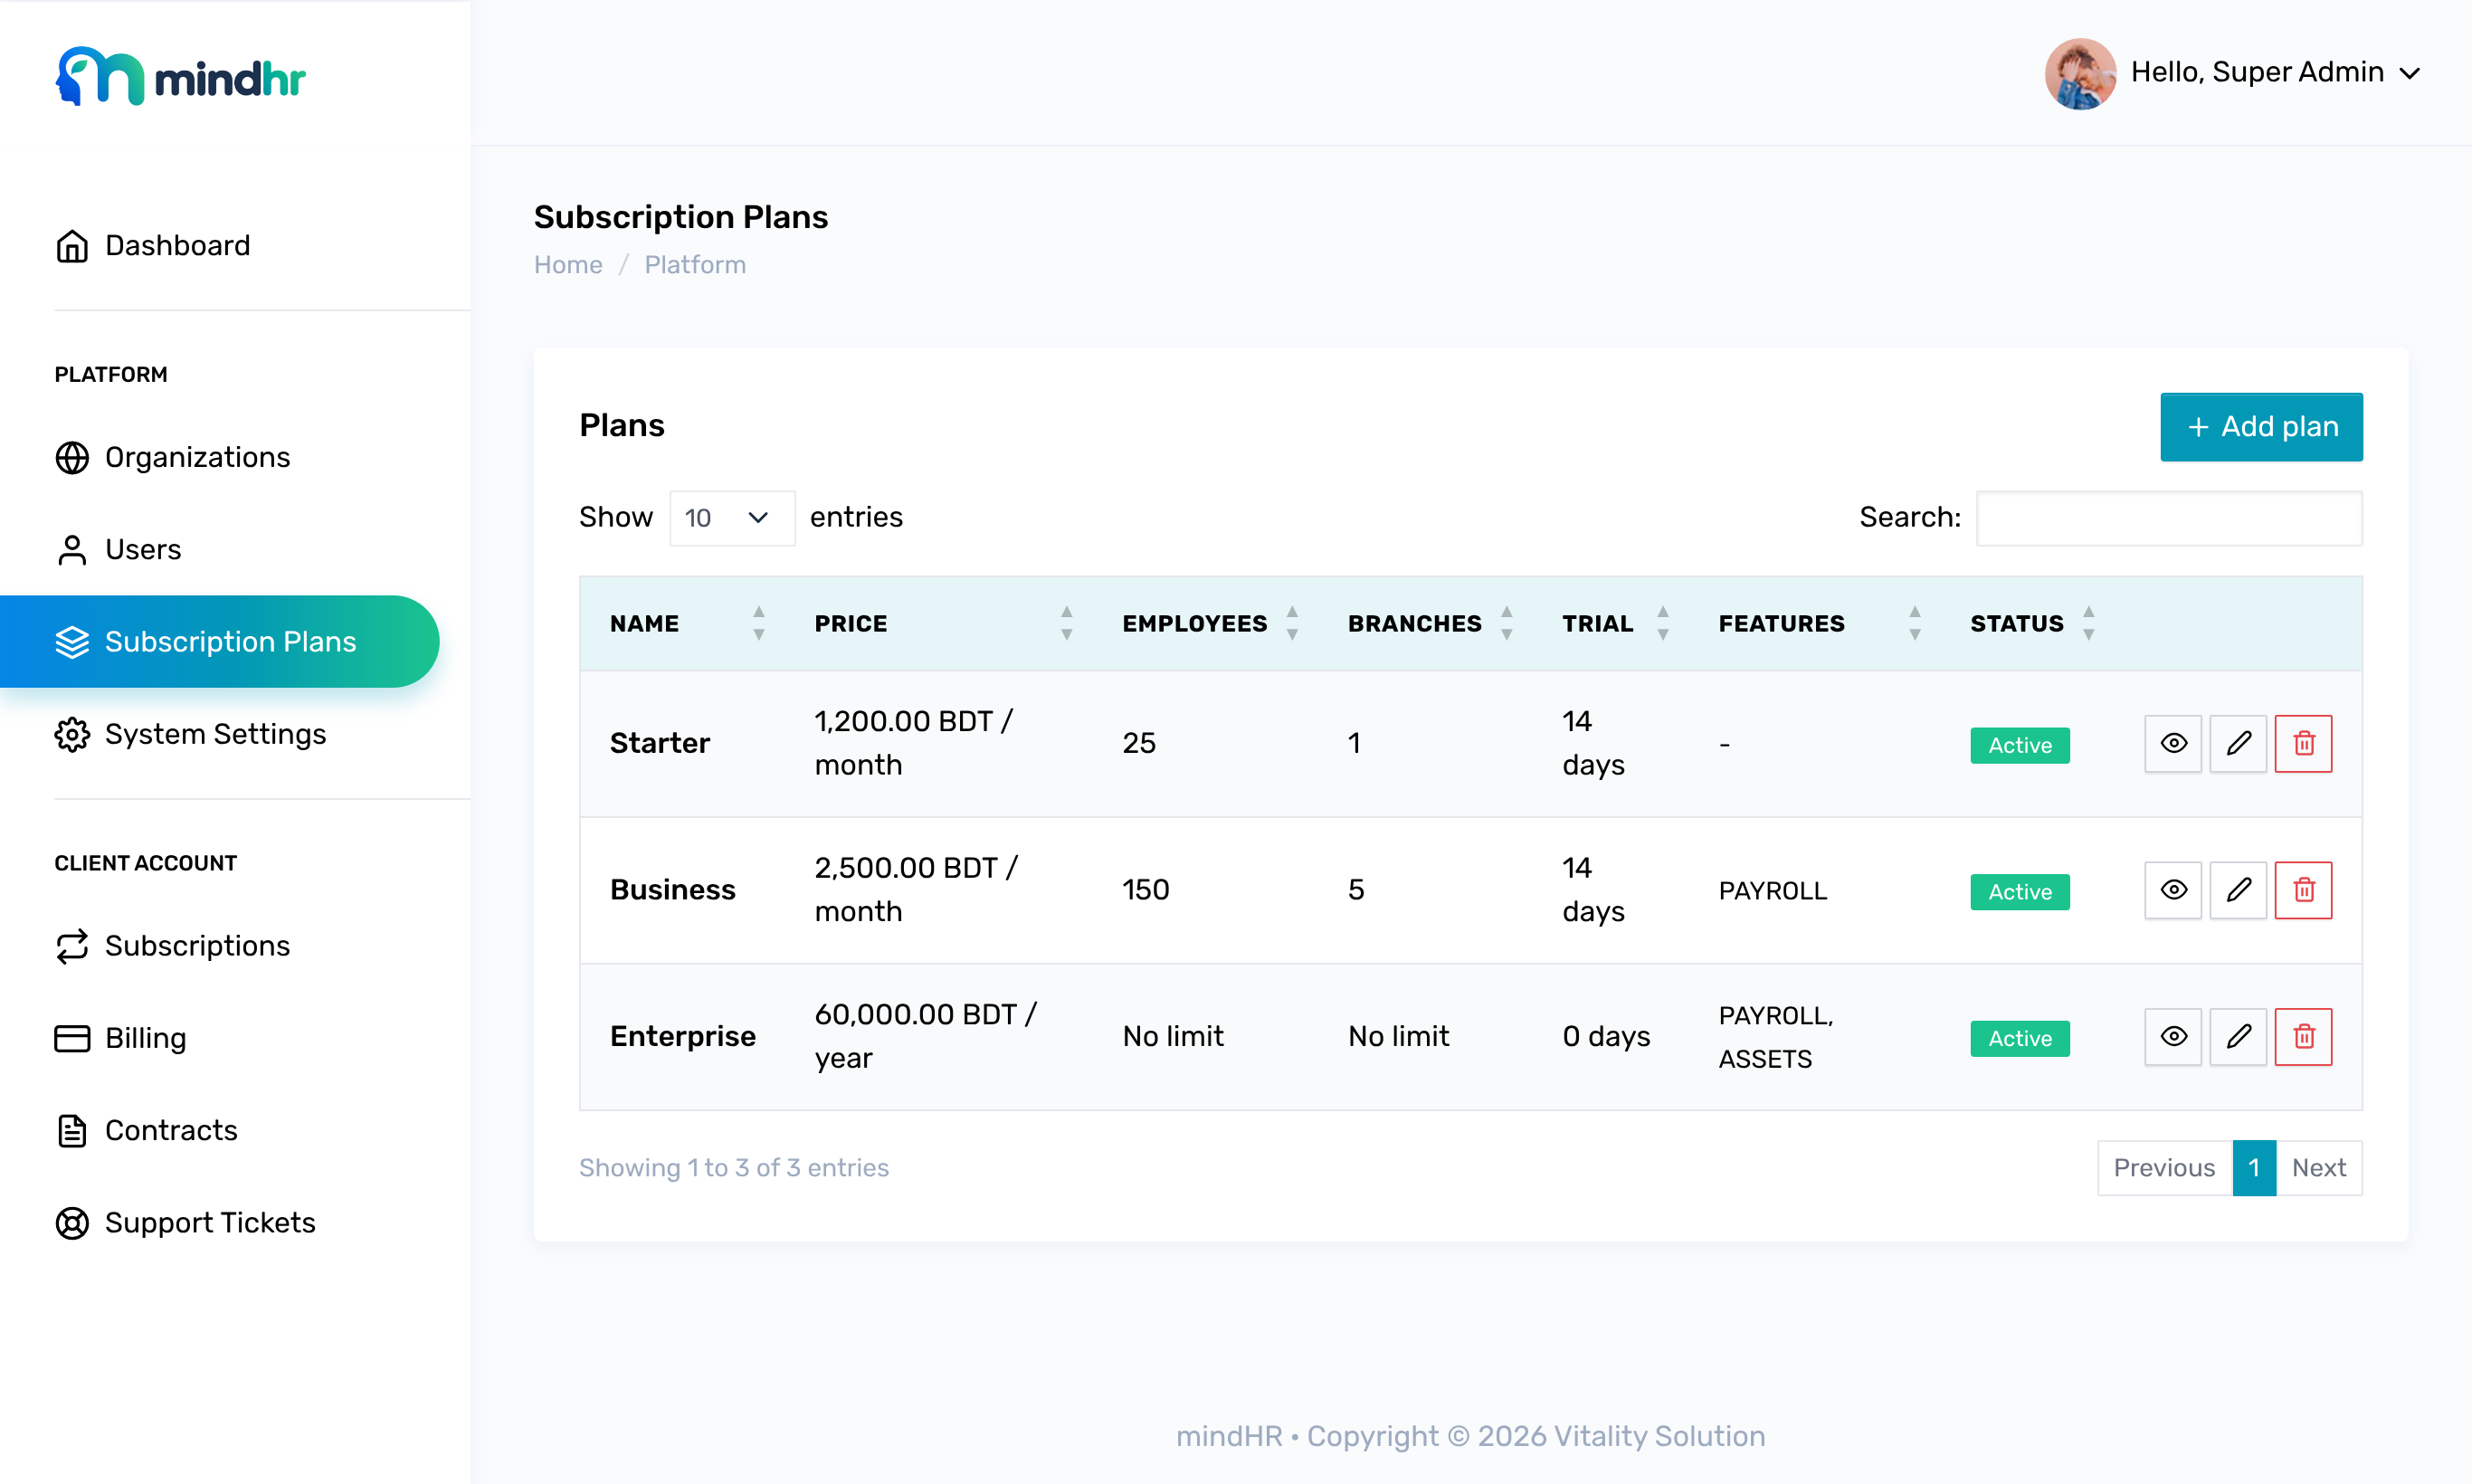 mindhr
Hello, Super Admin
Dashboard
PLATFORM
Organizations
Users
Subscription Plans
System Settings
CLIENT ACCOUNT
Subscriptions
Billing
Contracts
Support Tickets
Subscription Plans
Home / Platform
Plans
+ Add plan
Show 10 entries
Search:
NAME PRICE EMPLOYEES BRANCHES TRIAL FEATURES STATUS
Starter 1,200.00 BDT / month 25 1 14 days - Active
Business 2,500.00 BDT / month 150 5 14 days PAYROLL Active
Enterprise 60,000.00 BDT / year No limit No limit 0 days PAYROLL, ASSETS Active
Showing 1 to 3 of 3 entries
Previous 1 Next
mindHR • Copyright © 2026 Vitality Solution